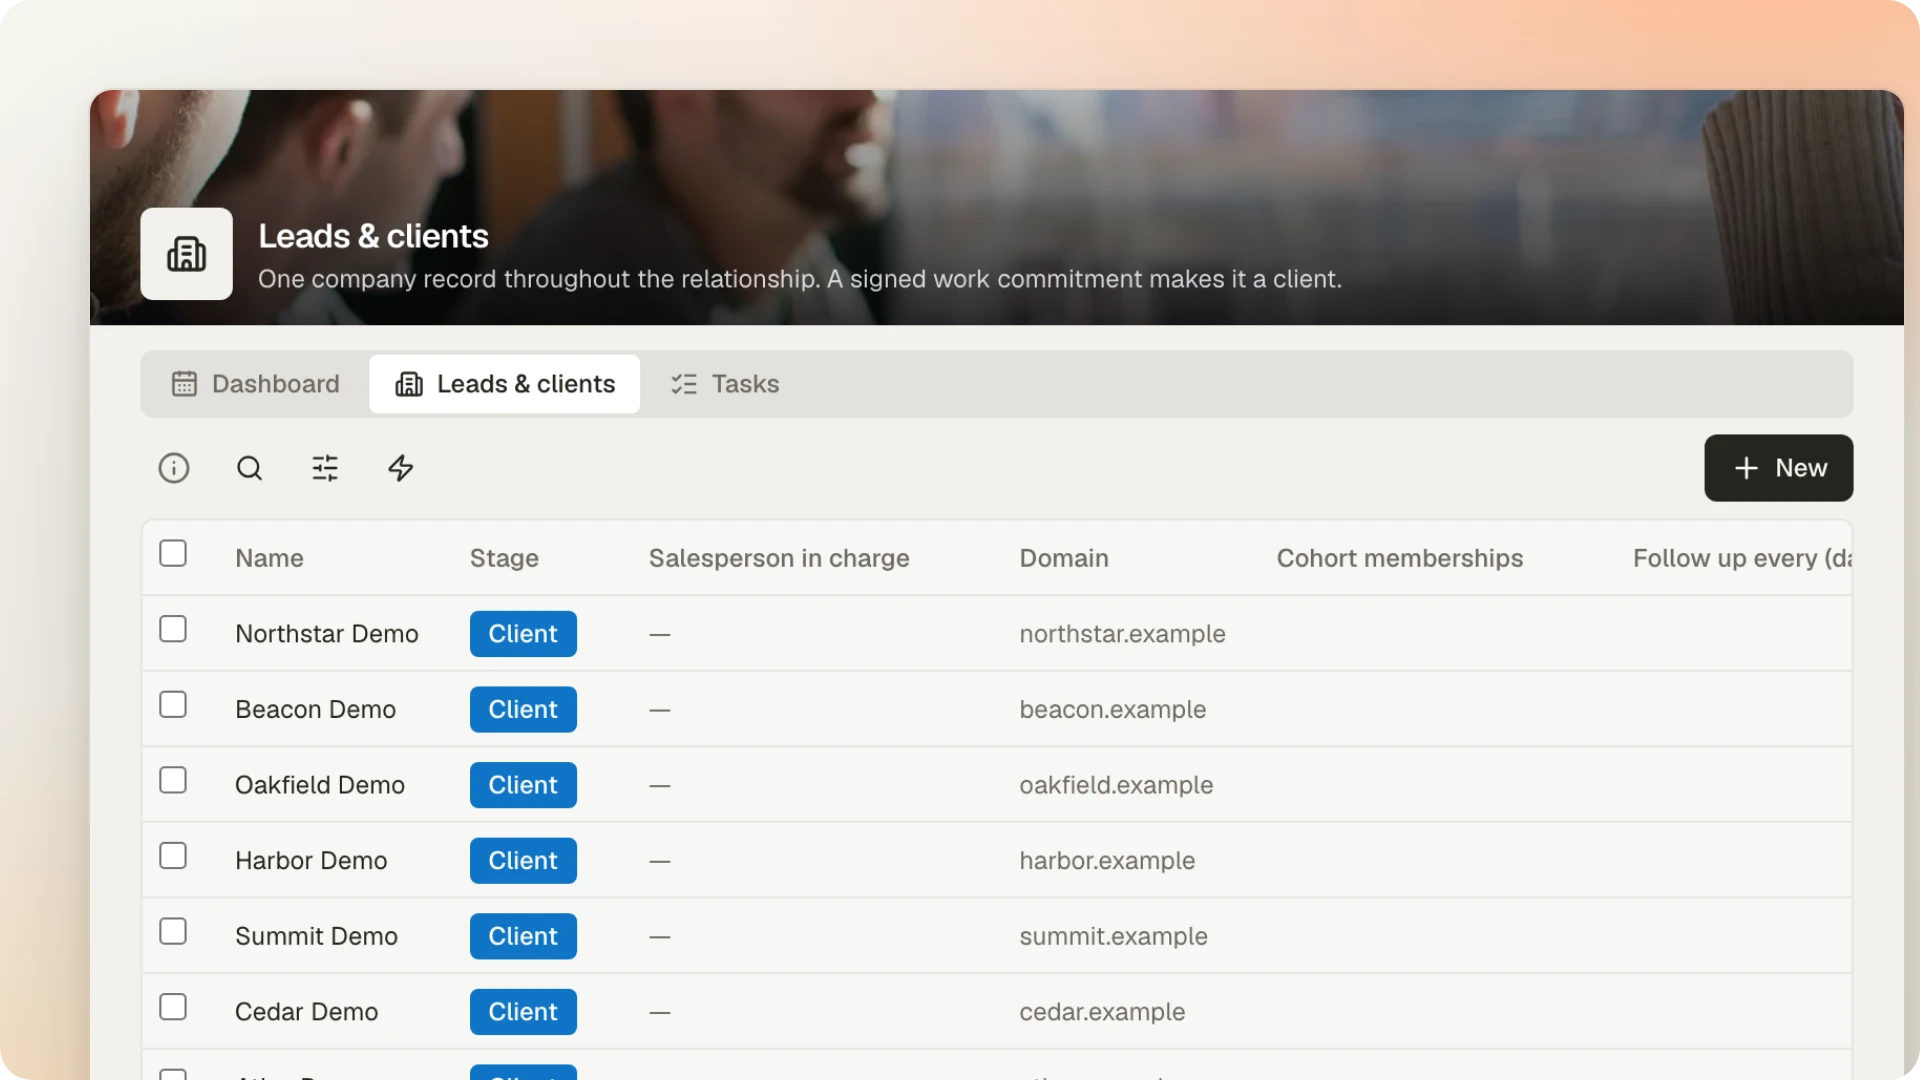 Leads & clients
One company record throughout the relationship. A signed work commitment makes it a client.
Dashboard Leads & clients Tasks
New
Name Stage Salesperson in charge Domain Cohort memberships Follow up every (da
Northstar Demo Client — northstar.example
Beacon Demo Client — beacon.example
Oakfield Demo Client — oakfield.example
Harbor Demo Client — harbor.example
Summit Demo Client — summit.example
Cedar Demo Client — cedar.example